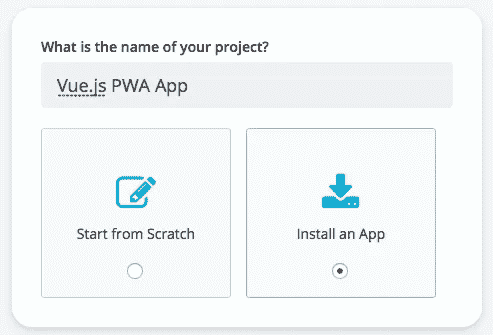 What is the name of your project?
Vue.js PWA App
Start from Scratch
Install an App